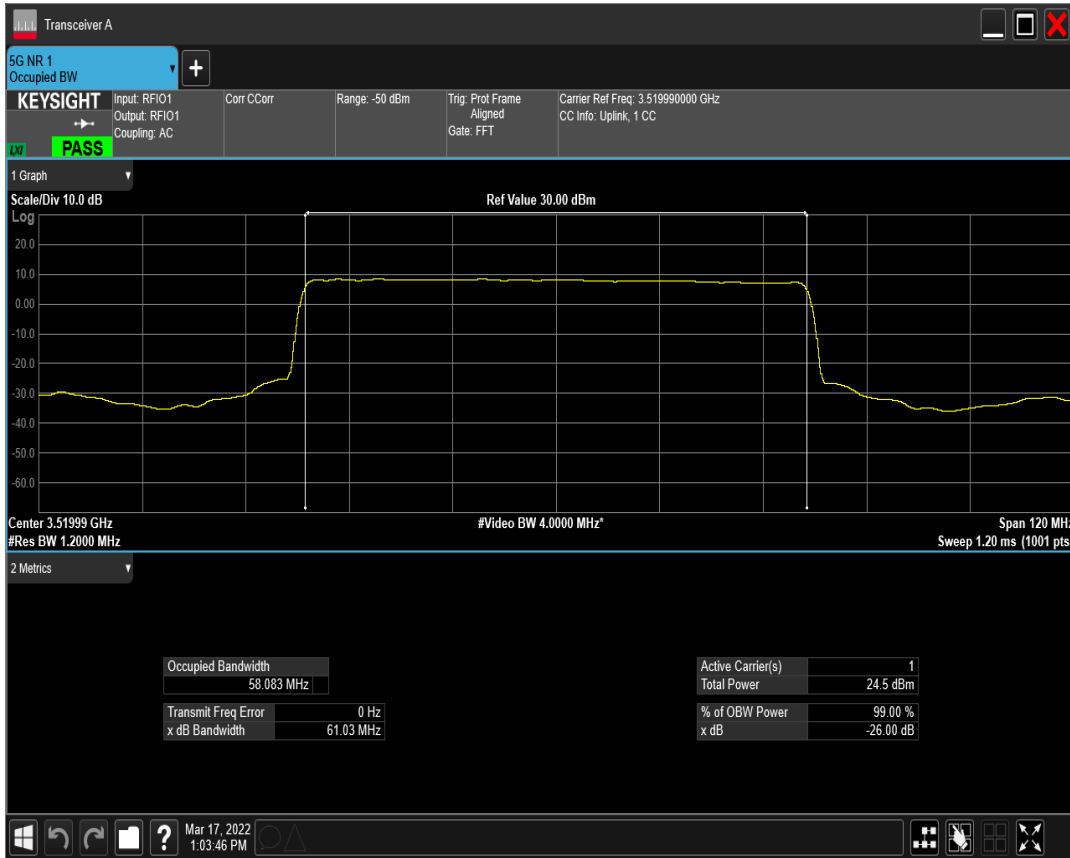 Transceiver A
5G NR 1
Occupied BW
+
KEYSIGHT
Input: RFIO1
Output: RFIO1
Coupling: AC
Corr CCorr
Range: -50 dBm
Trig: Prot Frame
Aligned
Gate: FFT
Carrier Ref Freq: 3.519990000 GHz
CC Info: Uplink, 1 CC
LXI
PASS
1 Graph
Scale/Div 10.0 dB
Ref Value 30.00 dBm
Log
20.0
10.0
0.00
-10.0
-20.0
-30.0
-40.0
-50.0
-60.0
Center 3.51999 GHz
#Video BW 4.0000 MHz*
Span 120 MHz
#Res BW 1.2000 MHz
Sweep 1.20 ms (1001 pts
2 Metrics
Occupied Bandwidth
58.083 MHz
Transmit Freq Error 0 Hz
x dB Bandwidth 61.03 MHz
Active Carrier(s) 1
Total Power 24.5 dBm
% of OBW Power 99.00 %
x dB -26.00 dB
?
Mar 17, 2022
1:03:46 PM